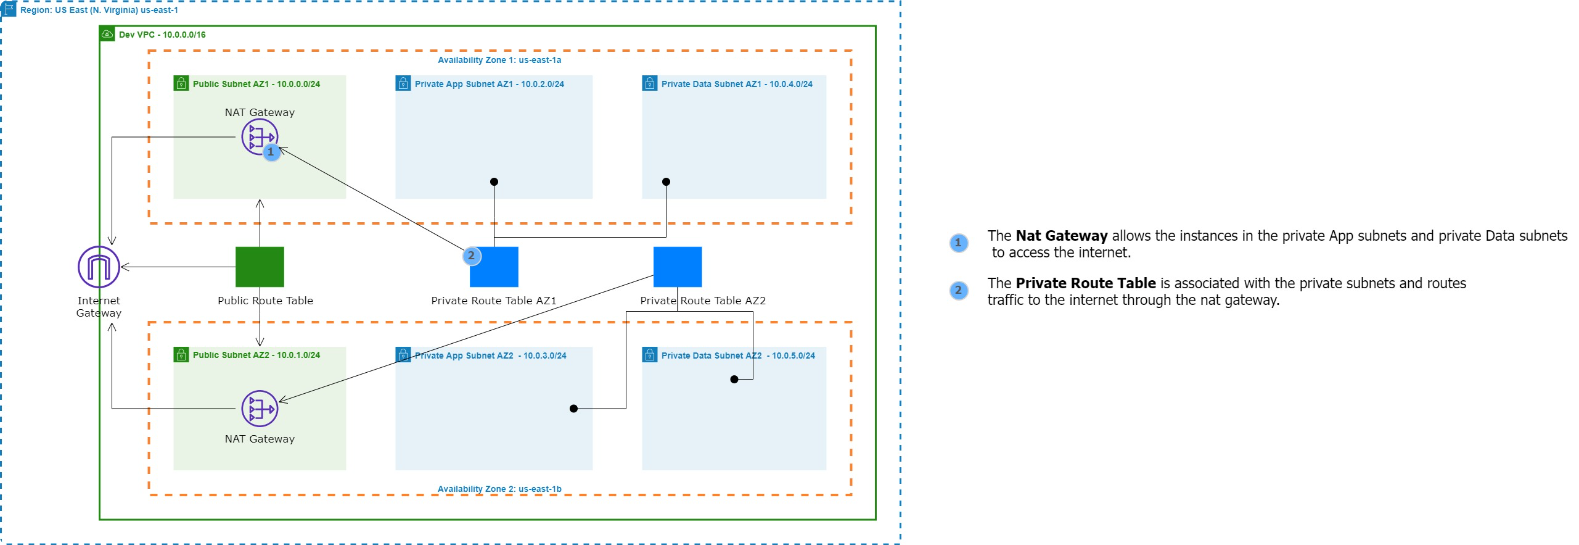 Region: US East (N. Virginia) us-east-1
Dev VPC - 10.0.0.0/16
Availability Zone 1: us-east-1a
Public Subnet AZ1 - 10.0.0.0/24
Private App Subnet AZ1 - 10.0.2.0/24
Private Data Subnet AZ1 - 10.0.4.0/24
NAT Gateway
1
2
Internet
Gateway
Public Route Table
Private Route Table AZ1
Private Route Table AZ2
Public Subnet AZ2 - 10.0.1.0/24
Private App Subnet AZ2 - 10.0.3.0/24
Private Data Subnet AZ2 - 10.0.5.0/24
NAT Gateway
Availability Zone 2: us-east-1b
1
The Nat Gateway allows the instances in the private App subnets and private Data subnets
to access the internet.
2
The Private Route Table is associated with the private subnets and routes
traffic to the internet through the nat gateway.